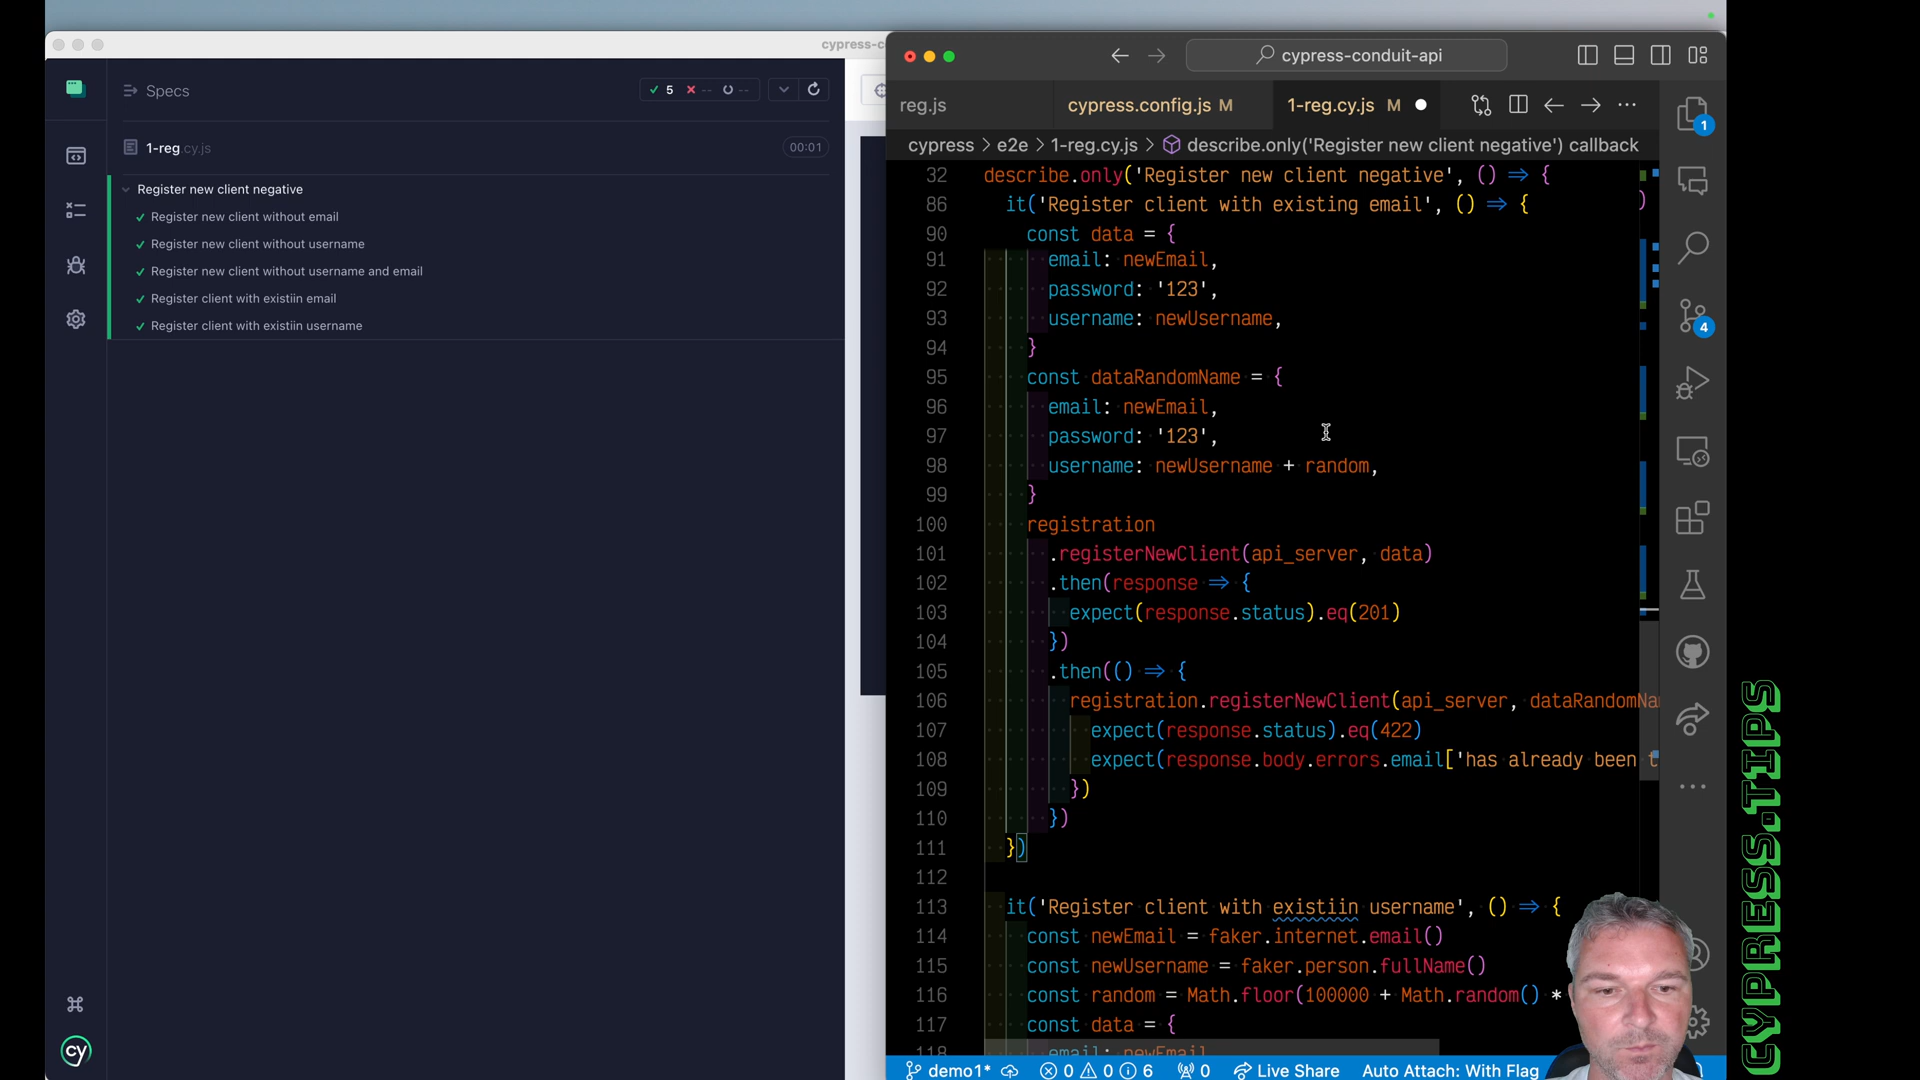 cypress-c
Specs
5 -- --
1-reg.cy.js
00:01
Register new client negative
Register new client without email
Register new client without username
Register new client without username and email
Register client with existiin email
Register client with existiin username
cy
cypress-conduit-api
reg.js
cypress.config.js M
1-reg.cy.js M
cypress > e2e > 1-reg.cy.js > describe.only('Register new client negative') callback
32 describe.only('Register new client negative', () => {
86 it('Register client with existing email', () => {
90 const data = {
91 email: newEmail,
92 password: '123',
93 username: newUsername,
94 }
95 const dataRandomName = {
96 email: newEmail,
97 password: '123',
98 username: newUsername + random,
99 }
100 registration
101 .registerNewClient(api_server, data)
102 .then(response => {
103 expect(response.status).eq(201)
104 })
105 .then(() => {
106 registration.registerNewClient(api_server, dataRandomNa
107 expect(response.status).eq(422)
108 expect(response.body.errors.email['has already been t
109 })
110 })
111 })
112
113 it('Register client with existiin username', () => {
114 const newEmail = faker.internet.email()
115 const newUsername = faker.person.fullName()
116 const random = Math.floor(100000 + Math.random() *
117 const data = {
118 email: newEmail
)
1
4
demo1* 0 0 6 0 Live Share Auto Attach: With Flag
CYPRESS.TIPS